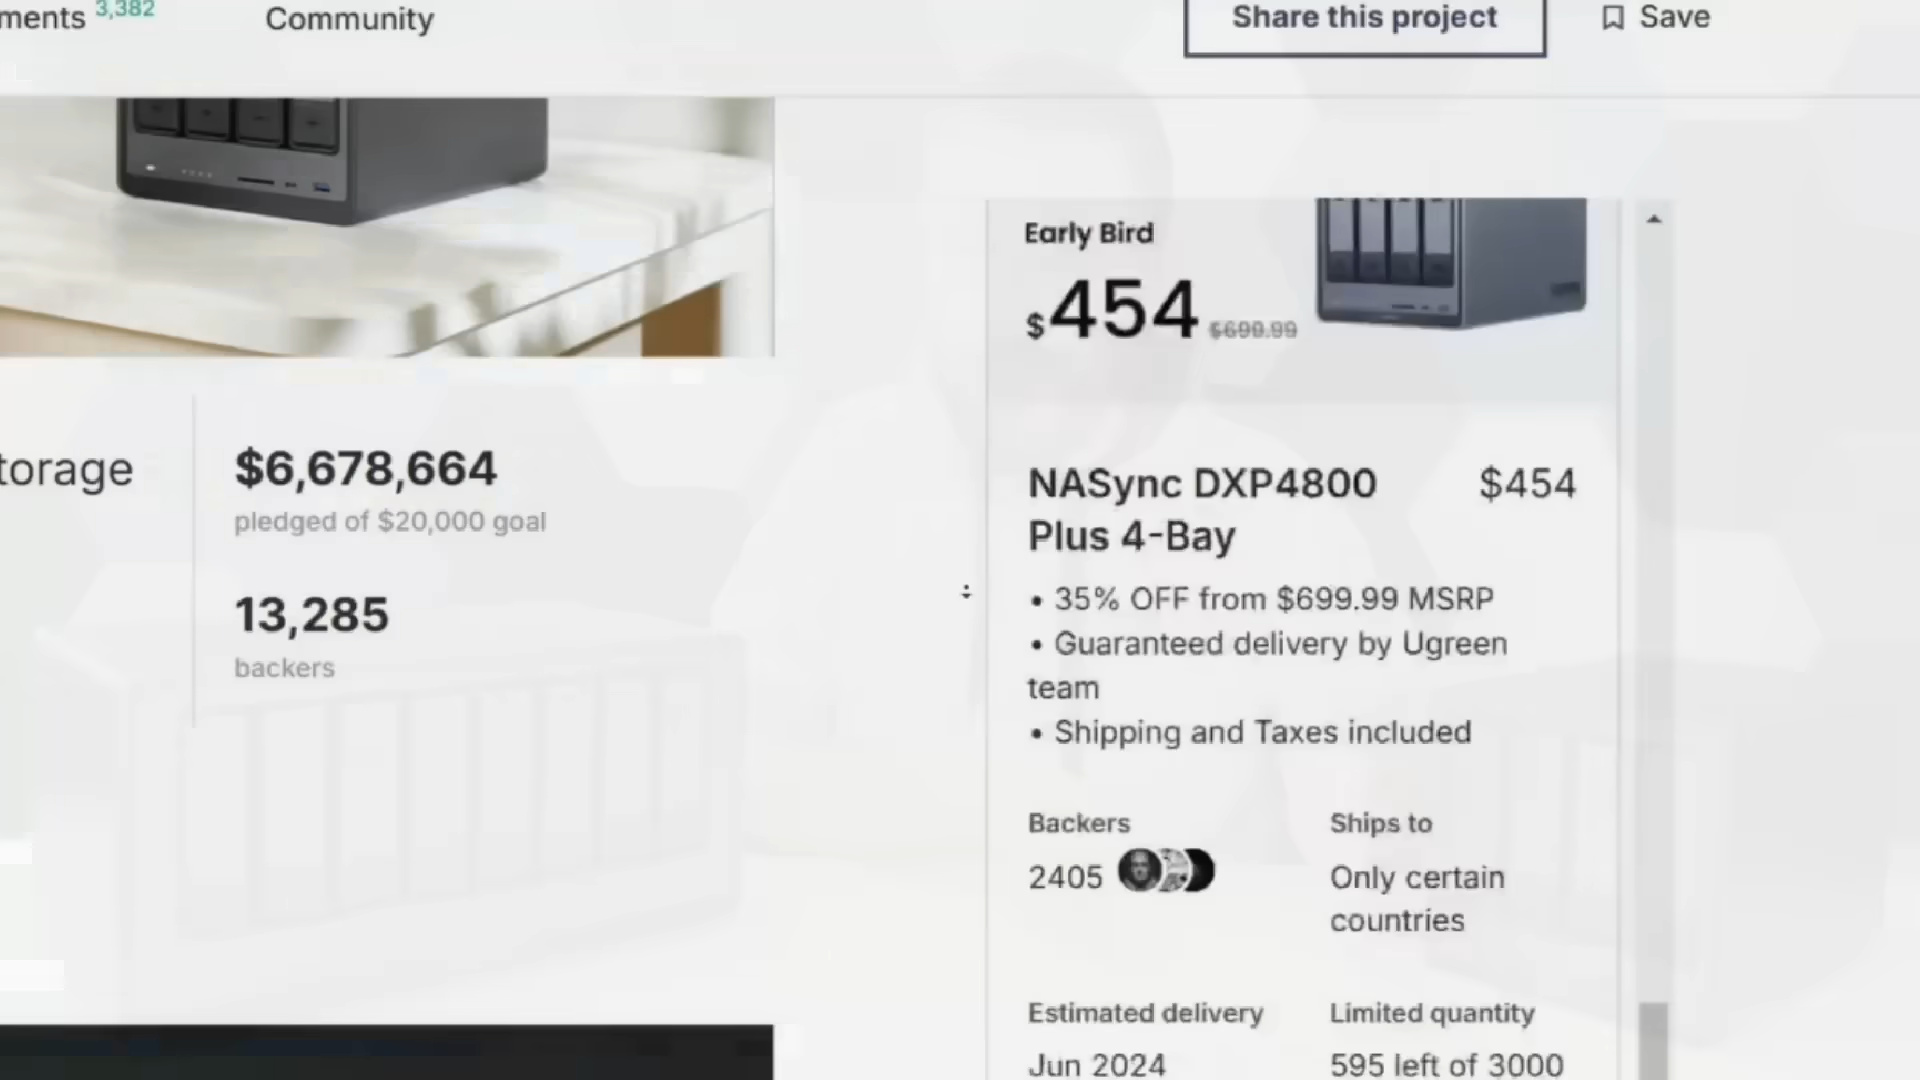 ments 3,382
Community
Share this project
Save
Early Bird
$454 $699.99
torage
$6,678,664
pledged of $20,000 goal
13,285
backers
NASync DXP4800 $454
Plus 4-Bay
• 35% OFF from $699.99 MSRP
• Guaranteed delivery by Ugreen
team
• Shipping and Taxes included
Backers
2405
Ships to
Only certain
countries
Estimated delivery
Jun 2024
Limited quantity
595 left of 3000